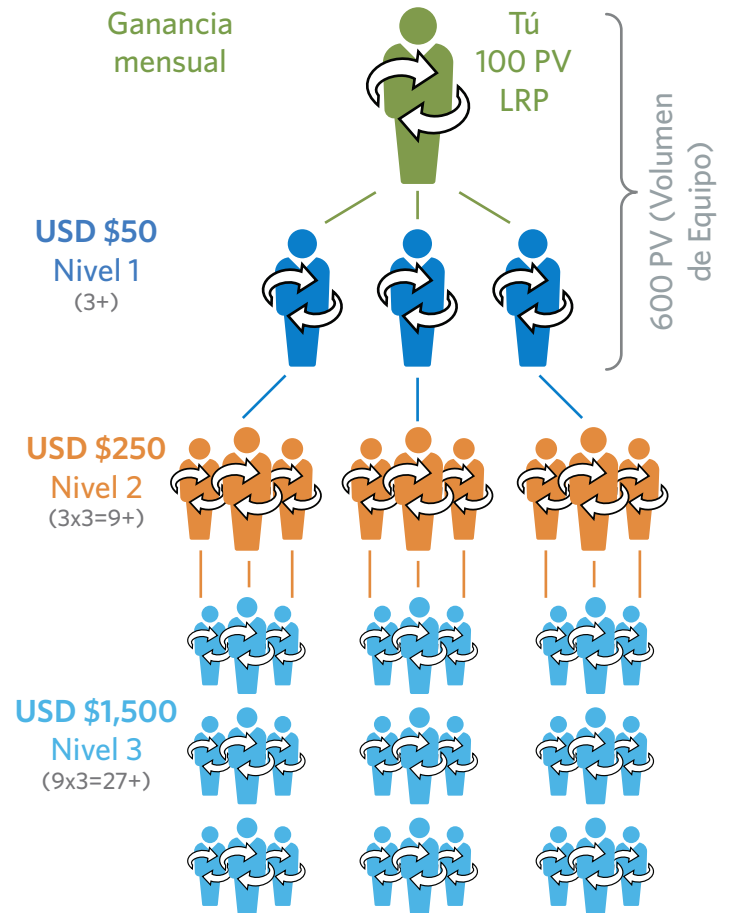 Ganancia
mensual
Tú
100 PV
LRP
600 PV (Volumen
de Equipo)
USD $50
Nivel 1
(3+)
USD $250
Nivel 2
(3x3=9+)
USD $1,500
Nivel 3
(9x3=27+)